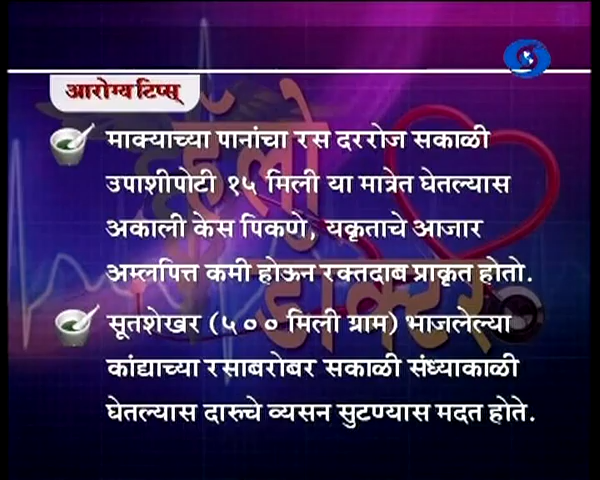 आरोग्य टिप्स्
माक्याच्या पानांचा रस दररोज सकाळी
उपाशीपोटी १५ मिली या मात्रेत घेतल्यास
अकाली केस पिकणे, यकृताचे आजार
अम्लपित्त कमी होऊन रक्तदाब प्राकृत होतो.
सूतशेखर (५०० मिली ग्राम) भाजलेल्या
कांद्याच्या रसाबरोबर सकाळी संध्याकाळी
घेतल्यास दारुचे व्यसन सुटण्यास मदत होते.
हॅलो
डॉक्टर